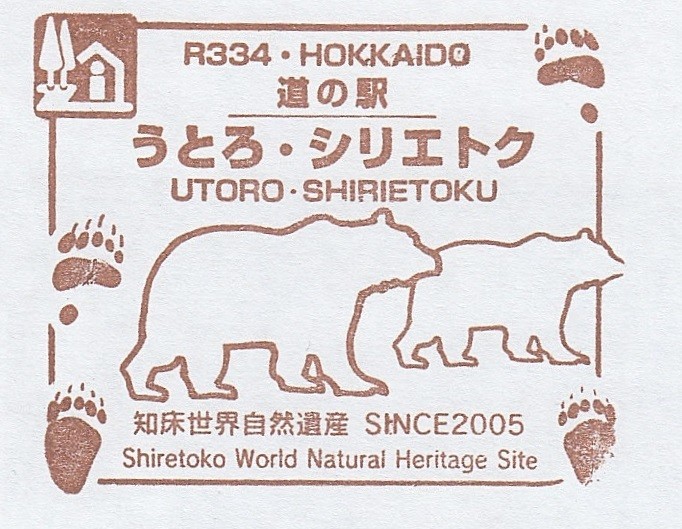 R334・HOKKAIDO
道の駅
うとろ・シリエトク
UTORO・SHIRIETOKU
知床世界自然遺産 SINCE2005
Shiretoko World Natural Heritage Site